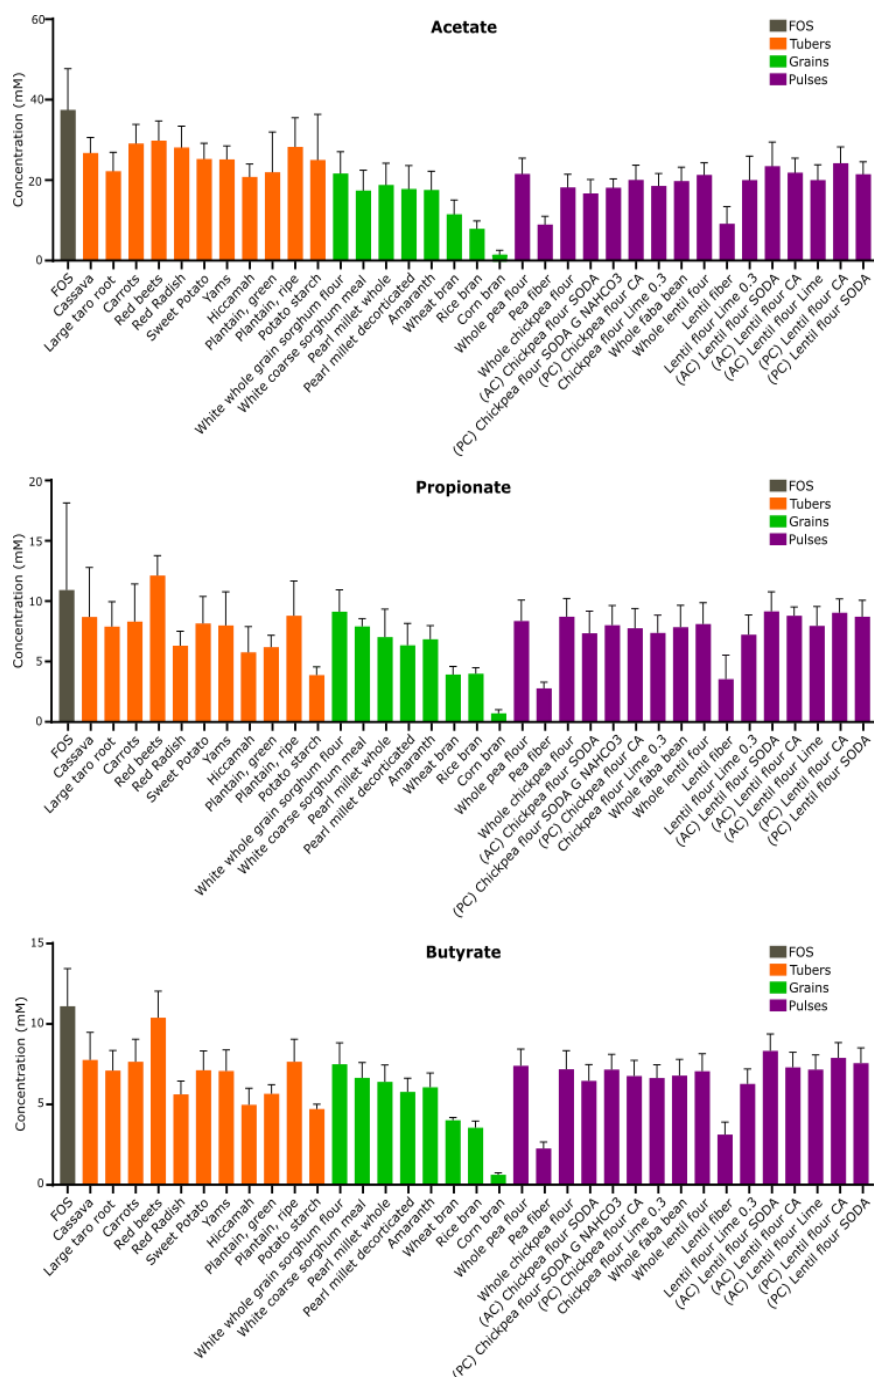 Acetate
FOS
Tubers
Grains
Pulses
Concentration (mM)
60
40
20
0
FOS
Cassava
Large taro root
Carrots
Red beets
Red Radish
Sweet Potato
Yams
Hiccamah
Plantain, green
Plantain, ripe
Potato starch
White whole grain sorghum flour
White coarse sorghum meal
Pearl millet whole
Pearl millet decorticated
Amaranth
Wheat bran
Rice bran
Corn bran
Whole pea flour
Pea fiber
Whole chickpea flour
(AC) Chickpea flour SODA
(PC) Chickpea flour SODA G NAHCO3
(PC) Chickpea flour CA
Chickpea flour Lime 0.3
Whole faba bean
Whole lentil four
Lentil fiber
Lentil flour Lime 0.3
(AC) Lentil flour SODA
(AC) Lentil flour CA
(AC) Lentil flour Lime
(PC) Lentil flour CA
(PC) Lentil flour SODA
Propionate
FOS
Tubers
Grains
Pulses
Concentration (mM)
20
15
10
5
0
FOS
Cassava
Large taro root
Carrots
Red beets
Red Radish
Sweet Potato
Yams
Hiccamah
Plantain, green
Plantain, ripe
Potato starch
White whole grain sorghum flour
White coarse sorghum meal
Pearl millet whole
Pearl millet decorticated
Amaranth
Wheat bran
Rice bran
Corn bran
Whole pea flour
Pea fiber
Whole chickpea flour
(AC) Chickpea flour SODA
(PC) Chickpea flour SODA G NAHCO3
(PC) Chickpea flour CA
Chickpea flour Lime 0.3
Whole faba bean
Whole lentil four
Lentil fiber
Lentil flour Lime 0.3
(AC) Lentil flour SODA
(AC) Lentil flour CA
(AC) Lentil flour Lime
(PC) Lentil flour CA
(PC) Lentil flour SODA
Butyrate
FOS
Tubers
Grains
Pulses
Concentration (mM)
15
10
5
0
FOS
Cassava
Large taro root
Carrots
Red beets
Red Radish
Sweet Potato
Yams
Hiccamah
Plantain, green
Plantain, ripe
Potato starch
White whole grain sorghum flour
White coarse sorghum meal
Pearl millet whole
Pearl millet decorticated
Amaranth
Wheat bran
Rice bran
Corn bran
Whole pea flour
Pea fiber
Whole chickpea flour
(AC) Chickpea flour SODA
(PC) Chickpea flour SODA G NAHCO3
(PC) Chickpea flour CA
Chickpea flour Lime 0.3
Whole faba bean
Whole lentil four
Lentil fiber
Lentil flour Lime 0.3
(AC) Lentil flour SODA
(AC) Lentil flour CA
(AC) Lentil flour Lime
(PC) Lentil flour CA
(PC) Lentil flour SODA